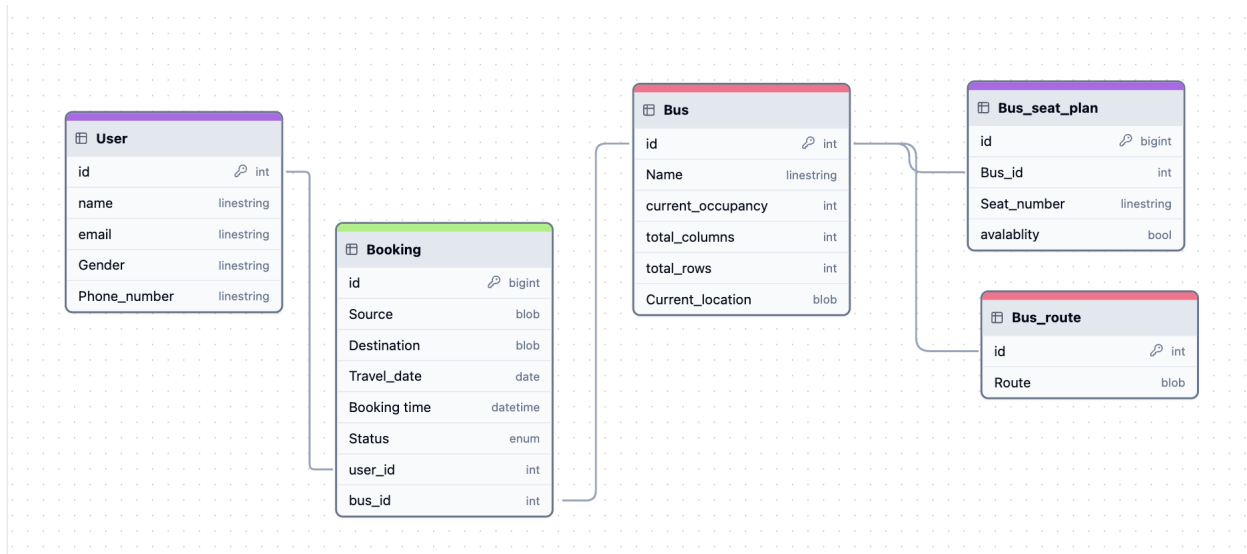 User
id int
name linestring
email linestring
Gender linestring
Phone_number linestring
Booking
id bigint
Source blob
Destination blob
Travel_date date
Booking time datetime
Status enum
user_id int
bus_id int
Bus
id int
Name linestring
current_occupancy int
total_columns int
total_rows int
Current_location blob
Bus_seat_plan
id bigint
Bus_id int
Seat_number linestring
avalablity bool
Bus_route
id int
Route blob